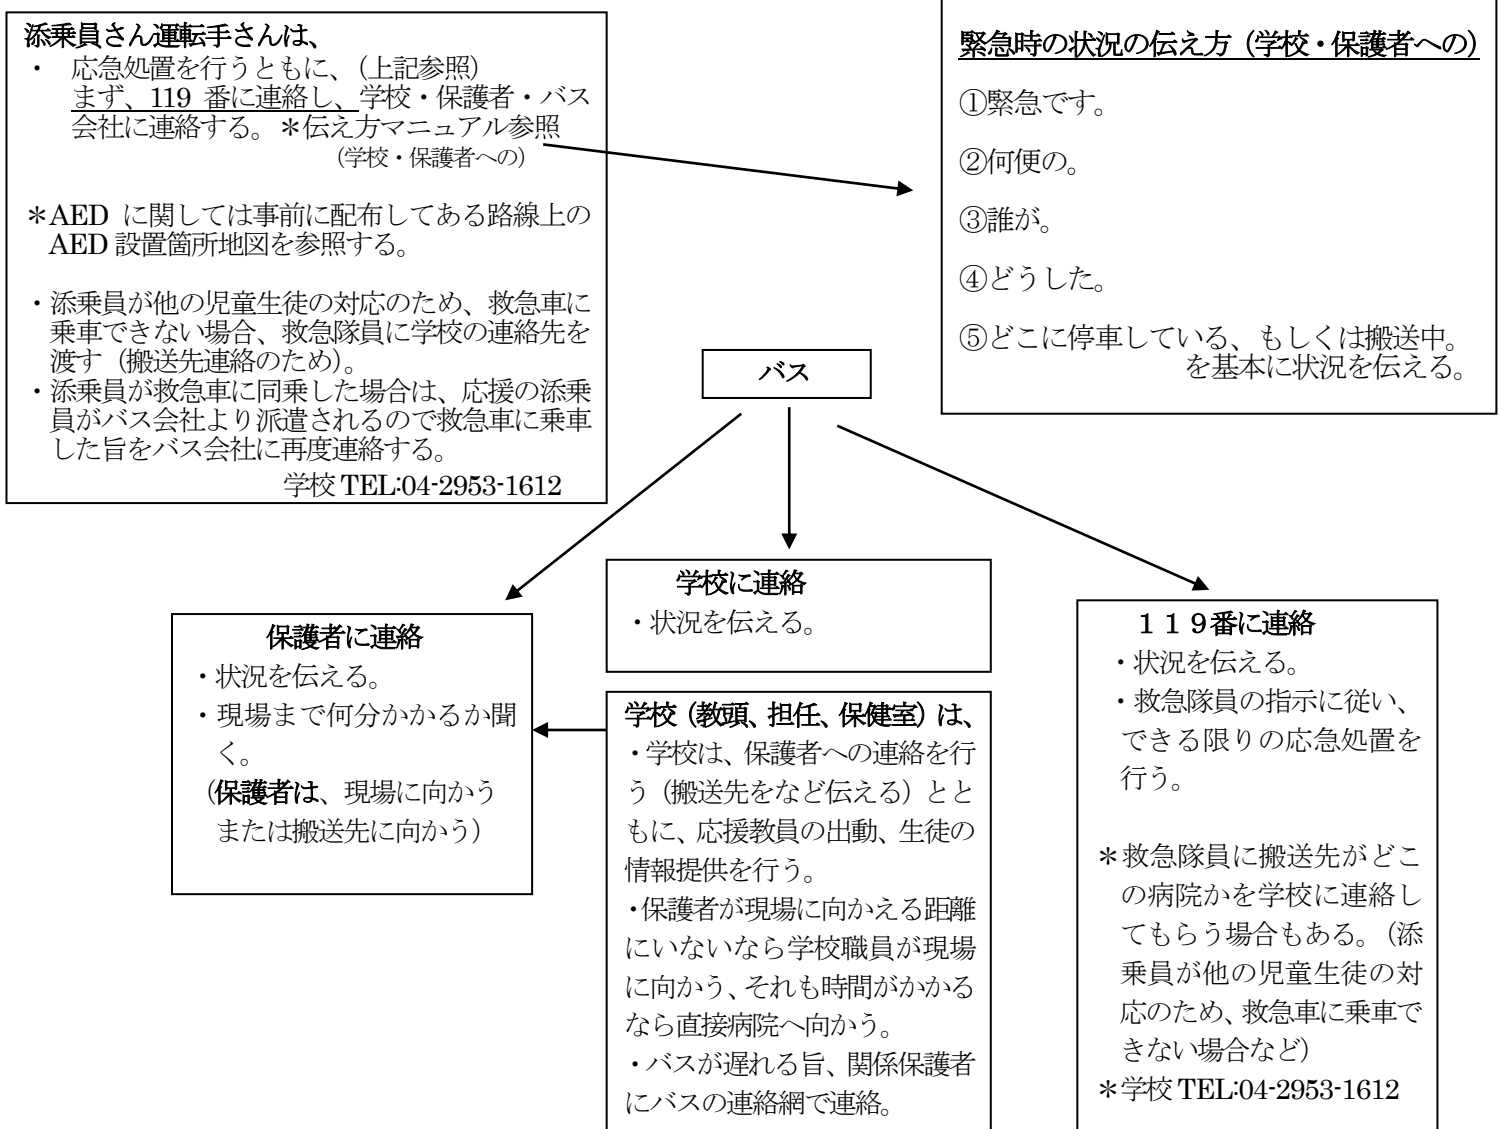 添乗員さん運転手さんは、
・ 応急処置を行うともに、（上記参照）
まず、119 番に連絡し、学校・保護者・バス
会社に連絡する。＊伝え方マニュアル参照
（学校・保護者への）
＊AED に関しては事前に配布してある路線上の
AED 設置箇所地図を参照する。
・添乗員が他の児童生徒の対応のため、救急車に
乗車できない場合、救急隊員に学校の連絡先を
渡す（搬送先連絡のため）。
・添乗員が救急車に同乗した場合は、応援の添乗
員がバス会社より派遣されるので救急車に乗車
した旨をバス会社に再度連絡する。
学校 TEL:04-2953-1612
緊急時の状況の伝え方（学校・保護者への）
①緊急です。
②何便の。
③誰が。
④どうした。
⑤どこに停車している、もしくは搬送中。
を基本に状況を伝える。
バス
保護者に連絡
・状況を伝える。
・現場まで何分かかるか聞
く。
（保護者は、現場に向かう
または搬送先に向かう）
学校に連絡
・状況を伝える。
学校（教頭、担任、保健室）は、
・学校は、保護者への連絡を行
う（搬送先をなど伝える）とと
もに、応援教員の出動、生徒の
情報提供を行う。
・保護者が現場に向かえる距離
にいないなら学校職員が現場
に向かう、それも時間がかかる
なら直接病院へ向かう。
・バスが遅れる旨、関係保護者
にバスの連絡網で連絡。
１１９番に連絡
・状況を伝える。
・救急隊員の指示に従い、
できる限りの応急処置を
行う。
＊救急隊員に搬送先がどこ
の病院かを学校に連絡し
てもらう場合もある。（添
乗員が他の児童生徒の対
応のため、救急車に乗車で
きない場合など）
＊学校 TEL:04-2953-1612